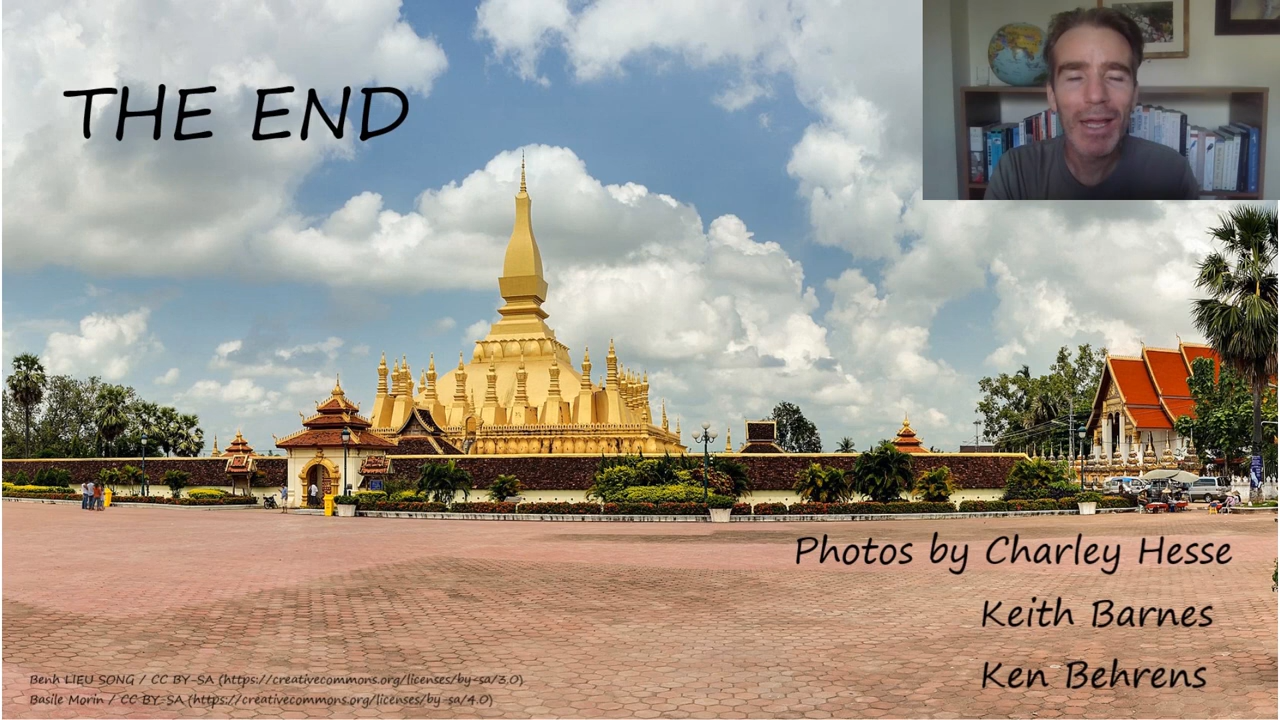 THE END
Photos by Charley Hesse
Keith Barnes
Ken Behrens
Benh LIEU SONG / CC BY-SA (https://creativecommons.org/licenses/by-sa/3.0)
Basile Morin / CC BY-SA (https://creativecommons.org/licenses/by-sa/4.0)